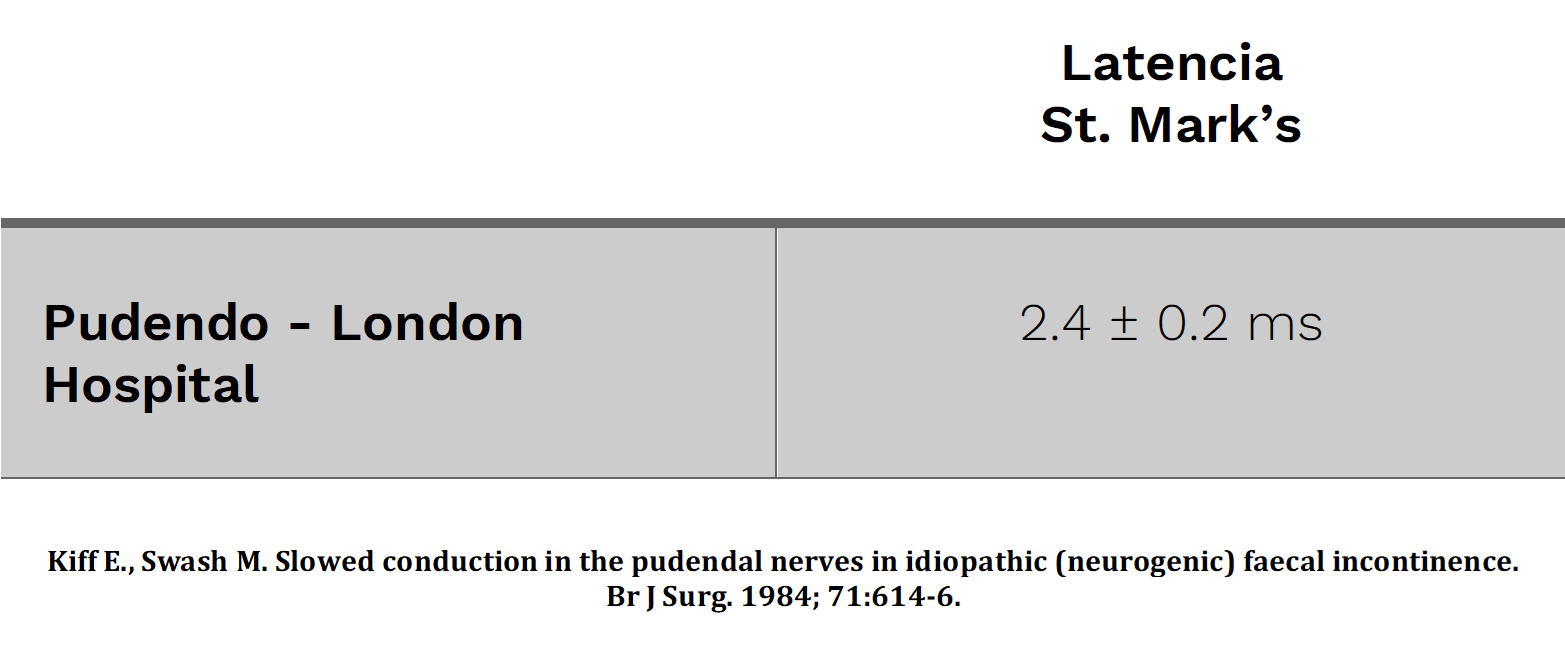 Latencia
St. Mark’s
Pudendo - London
Hospital
2.4 ± 0.2 ms
Kiff E., Swash M. Slowed conduction in the pudendal nerves in idiopathic (neurogenic) faecal incontinence.
Br J Surg. 1984; 71:614-6.